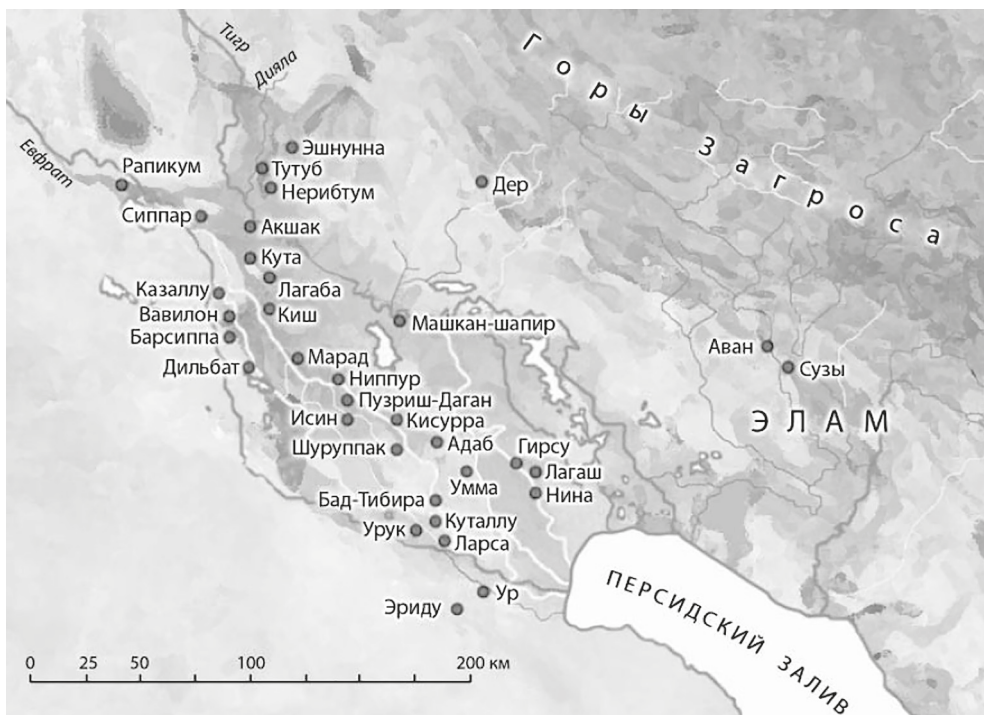 Тигр
Дияла
Горы Загроса
Евфрат
Эшнунна
Тутуб
Рапикум
Нерибтум
Дер
Сиппар
Акшак
Кута
Лагаба
Казаллу
Киш
Вавилон
Машкан-шапир
Барсиппа
Аван
Марад
Дильбат
Сузы
Ниппур
Пузриш-Даган
Исин
Кисурра
ЭЛАМ
Адаб
Шуруппак
Гирсу
Лагаш
Умма
Нина
Бад-Тибира
Куталлу
Урук
Ларса
Ур
Эриду
ПЕРСИДСКИЙ ЗАЛИВ
0 25 50 100 200 км